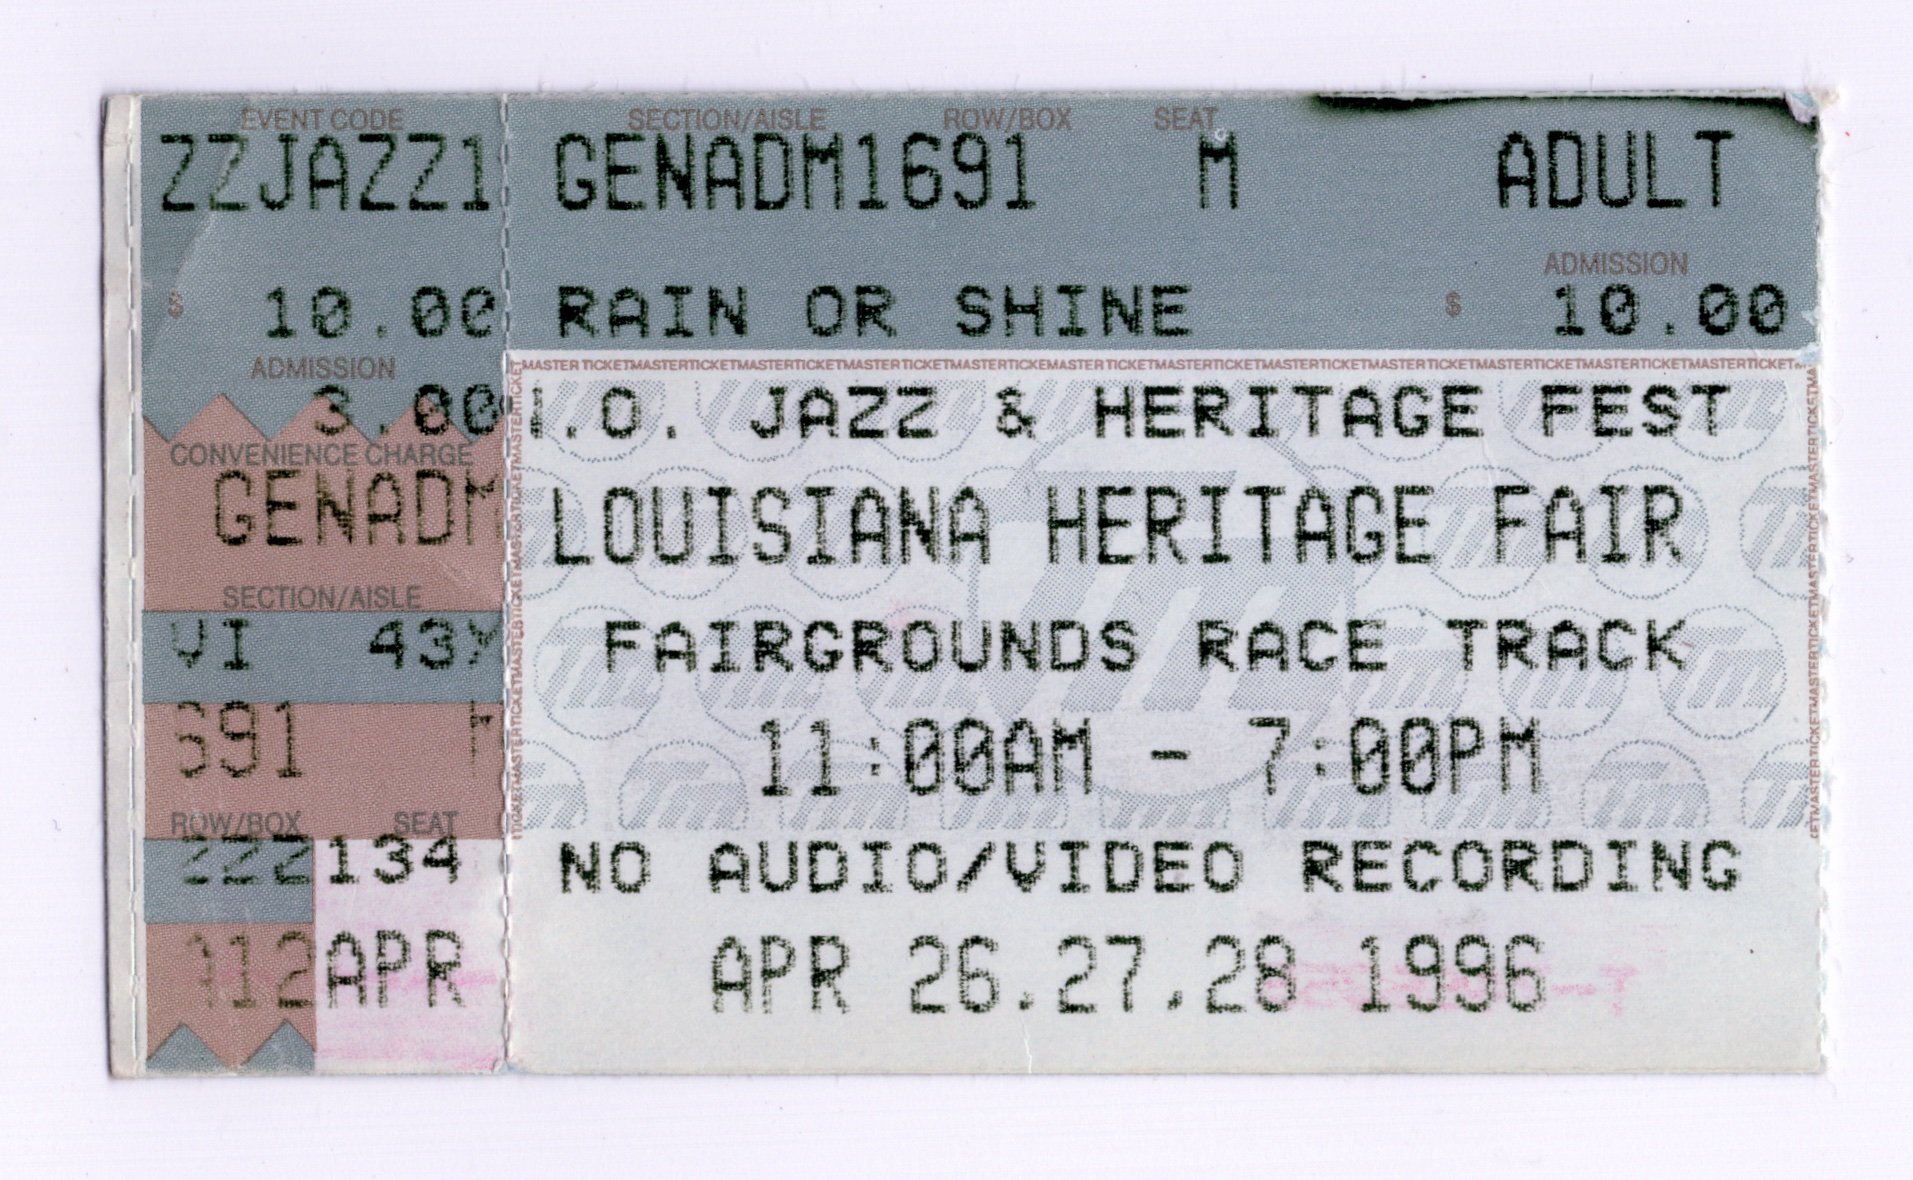 EVENT CODE
ZZJAZZ1
$ 10.00
ADMISSION
3.00
CONVENIENCE CHARGE
GENADM
SECTION/AISLE
VI 43X
691 M
ROW/BOX SEAT
ZZZ134
112APR
SECTION/AISLE ROW/BOX SEAT
GENADM1691 M ADULT
ADMISSION
RAIN OR SHINE $ 10.00
MASTERTICKETMASTERTICKETMASTERTICKETMASTERTICKETMASTERTICKEMASTERTICKETMASTERTICKETMASTERTICKETMASTERTICKET
.O. JAZZ & HERITAGE FEST
LOUISIANA HERITAGE FAIR
FAIRGROUNDS RACE TRACK
11:00AM - 7:00PM
NO AUDIO/VIDEO RECORDING
APR 26.27.28 1996